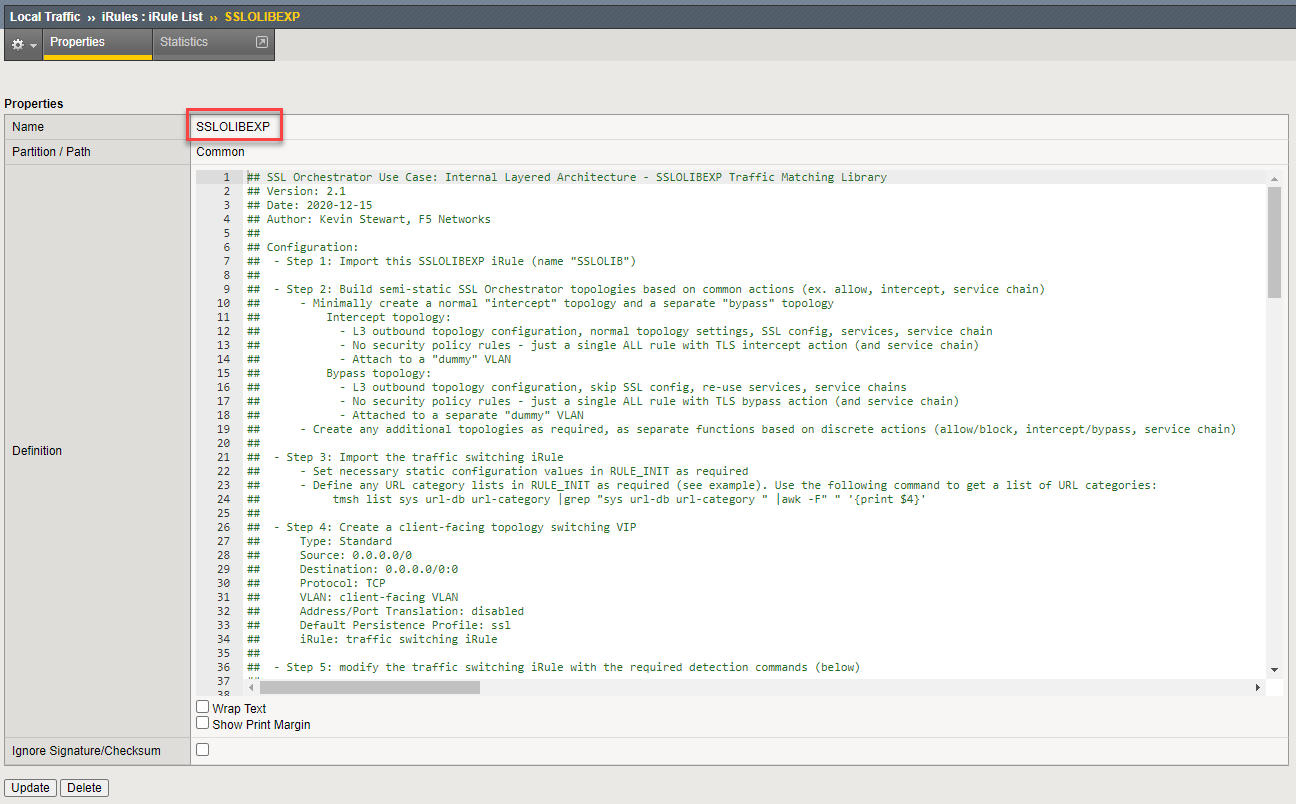 Local Traffic ›› iRules : iRule List ›› SSLOLIBEXP
Properties
Statistics
Properties
Name
SSLOLIBEXP
Partition / Path
Common
Definition
1 ## SSL Orchestrator Use Case: Internal Layered Architecture - SSLOLIBEXP Traffic Matching Library
2 ## Version: 2.1
3 ## Date: 2020-12-15
4 ## Author: Kevin Stewart, F5 Networks
5 ##
6 ## Configuration:
7 ##  - Step 1: Import this SSLOLIBEXP iRule (name "SSLOLIB")
8 ##
9 ##  - Step 2: Build semi-static SSL Orchestrator topologies based on common actions (ex. allow, intercept, service chain)
10 ##      - Minimally create a normal "intercept" topology and a separate "bypass" topology
11 ##          Intercept topology:
12 ##            - L3 outbound topology configuration, normal topology settings, SSL config, services, service chain
13 ##            - No security policy rules - just a single ALL rule with TLS intercept action (and service chain)
14 ##            - Attach to a "dummy" VLAN
15 ##          Bypass topology:
16 ##            - L3 outbound topology configuration, skip SSL config, re-use services, service chains
17 ##            - No security policy rules - just a single ALL rule with TLS bypass action (and service chain)
18 ##            - Attached to a separate "dummy" VLAN
19 ##      - Create any additional topologies as required, as separate functions based on discrete actions (allow/block, intercept/bypass, service chain)
20 ##
21 ##  - Step 3: Import the traffic switching iRule
22 ##      - Set necessary static configuration values in RULE_INIT as required
23 ##      - Define any URL category lists in RULE_INIT as required (see example). Use the following command to get a list of URL categories:
24 ##           tmsh list sys url-db url-category |grep "sys url-db url-category " |awk -F" " '{print $4}'
25 ##
26 ##  - Step 4: Create a client-facing topology switching VIP
27 ##      Type: Standard
28 ##      Source: 0.0.0.0/0
29 ##      Destination: 0.0.0.0/0:0
30 ##      Protocol: TCP
31 ##      VLAN: client-facing VLAN
32 ##      Address/Port Translation: disabled
33 ##      Default Persistence Profile: ssl
34 ##      iRule: traffic switching iRule
35 ##
36 ##  - Step 5: modify the traffic switching iRule with the required detection commands (below)
37 ##
38
Wrap Text
Show Print Margin
Ignore Signature/Checksum
Update Delete